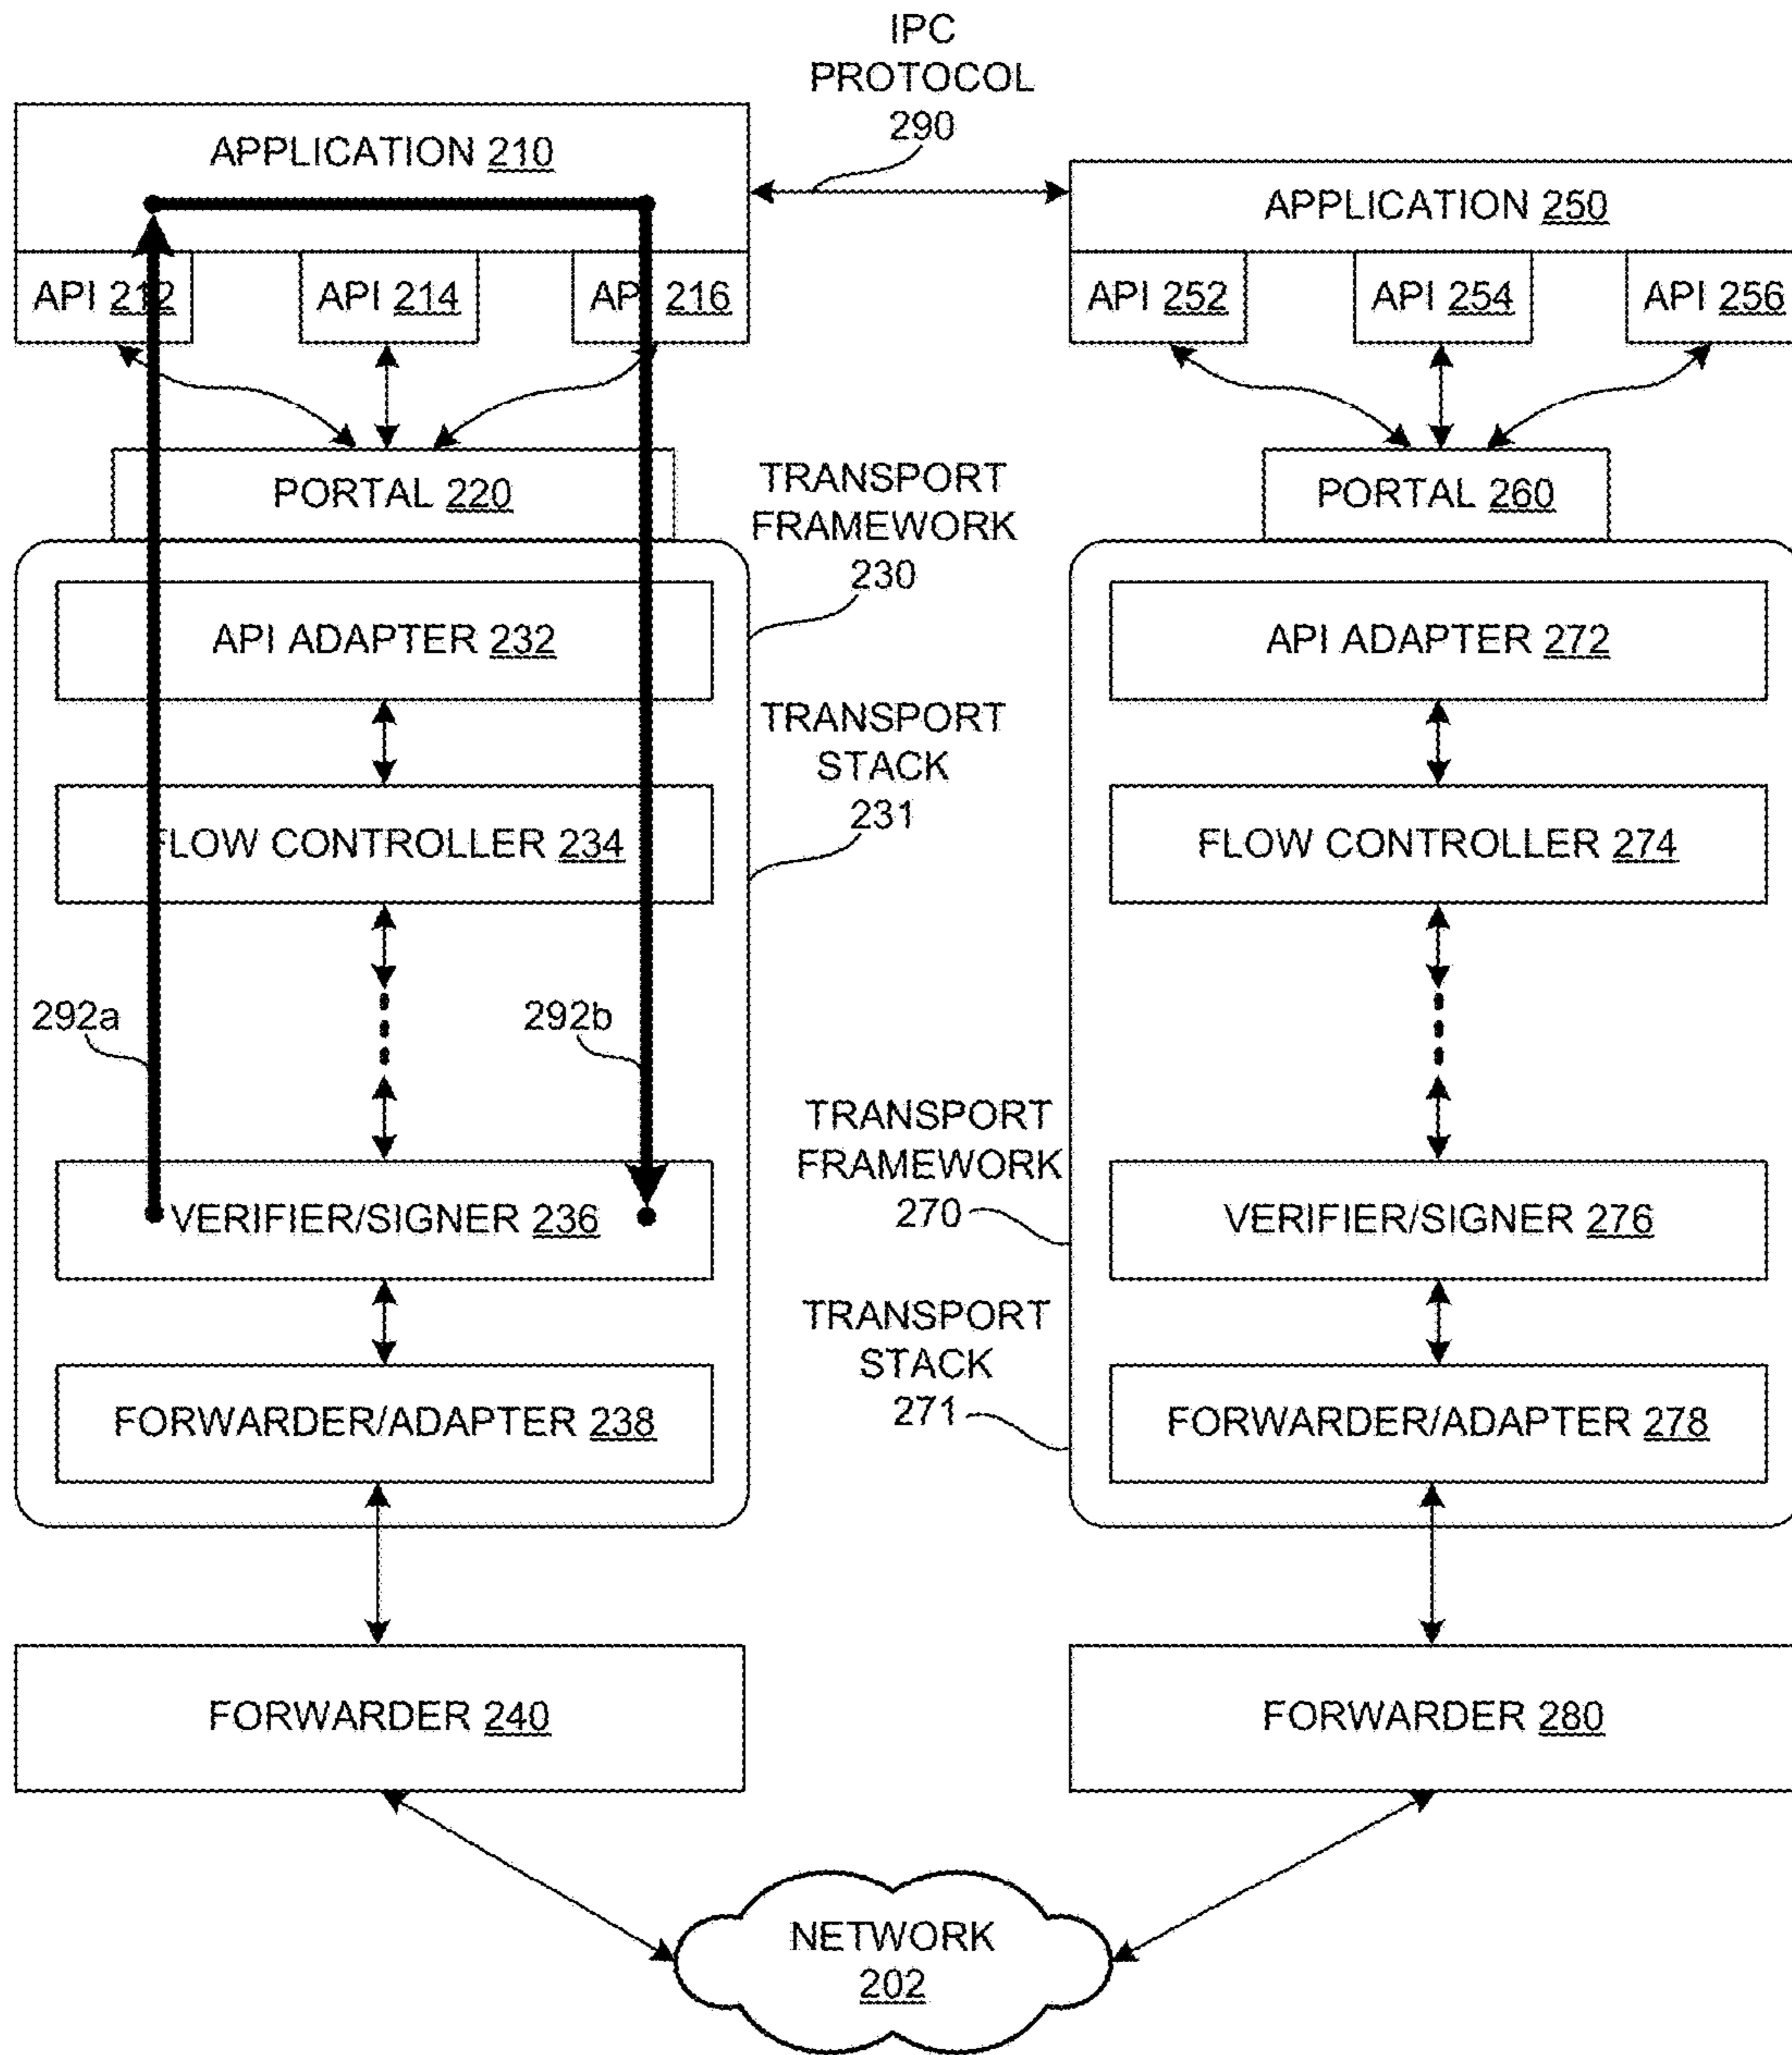 IPC
PROTOCOL
290
APPLICATION 210
APPLICATION 250
API 212
API 214
API 216
API 252
API 254
API 256
PORTAL 220
TRANSPORT
FRAMEWORK
230
PORTAL 260
API ADAPTER 232
API ADAPTER 272
TRANSPORT
STACK
231
FLOW CONTROLLER 234
FLOW CONTROLLER 274
292a
292b
TRANSPORT
FRAMEWORK
270
VERIFIER/SIGNER 236
VERIFIER/SIGNER 276
TRANSPORT
STACK
271
FORWARDER/ADAPTER 238
FORWARDER/ADAPTER 278
FORWARDER 240
FORWARDER 280
NETWORK
202